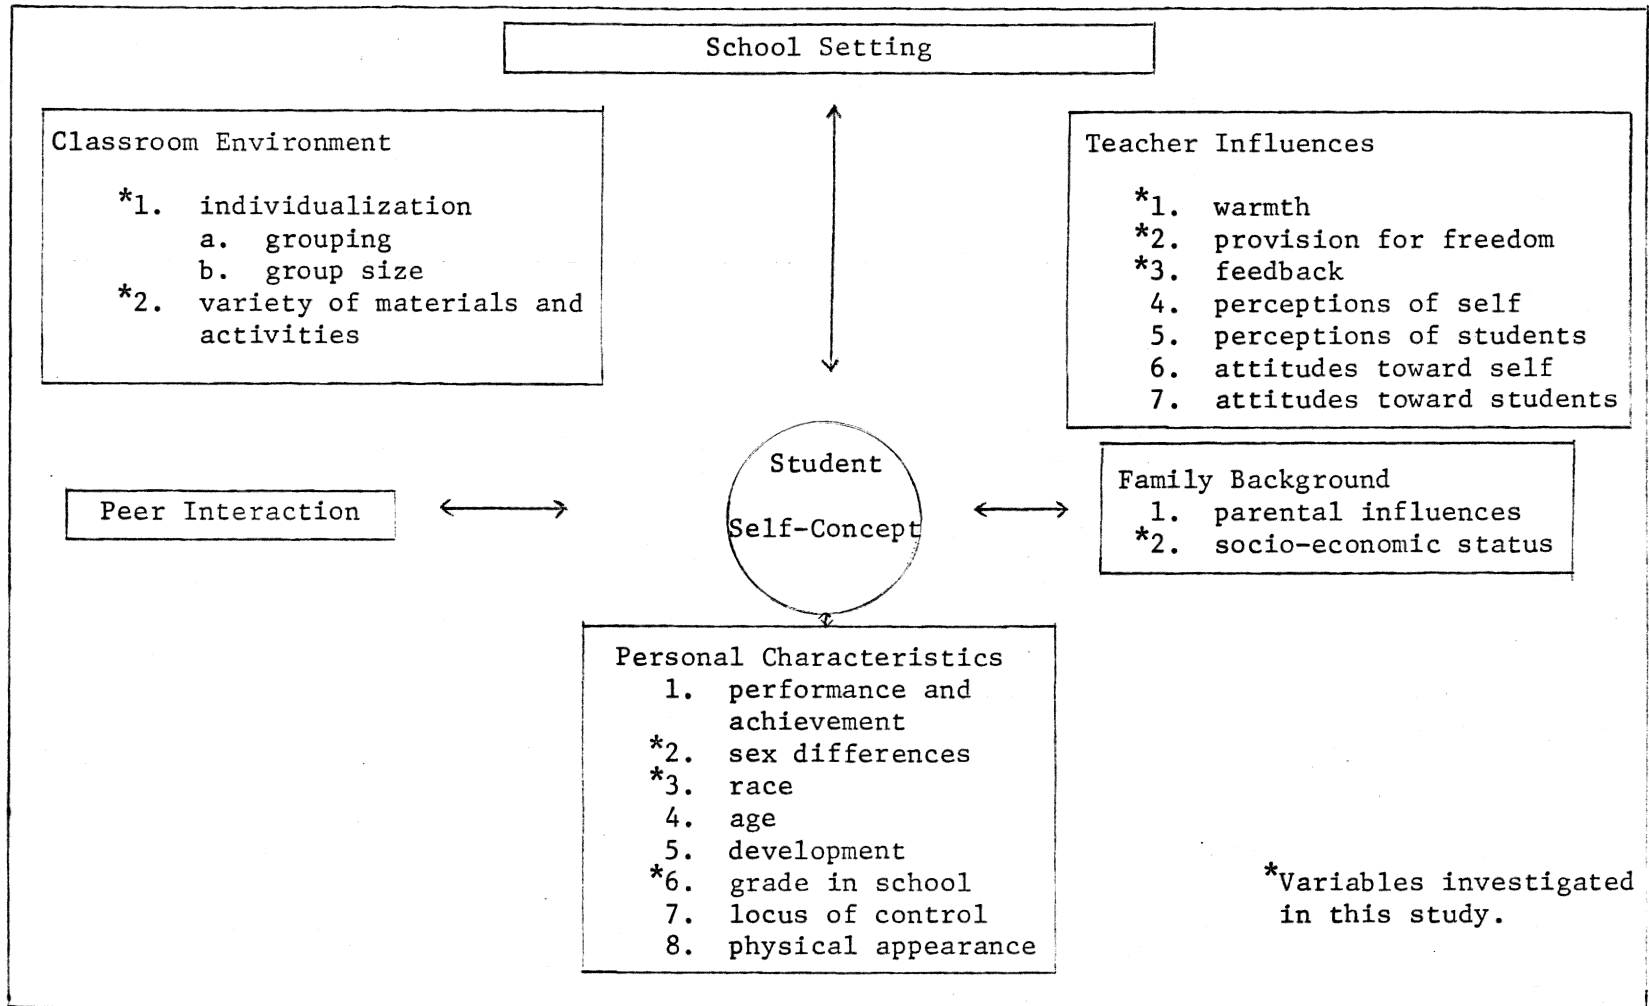 School Setting
Classroom Environment
*1. individualization
a. grouping
b. group size
*2. variety of materials and
activities
Teacher Influences
*1. warmth
*2. provision for freedom
*3. feedback
4. perceptions of self
5. perceptions of students
6. attitudes toward self
7. attitudes toward students
Student
Self-Concept
Peer Interaction
Family Background
1. parental influences
*2. socio-economic status
Personal Characteristics
1. performance and
achievement
*2. sex differences
*3. race
4. age
5. development
*6. grade in school
7. locus of control
8. physical appearance
*Variables investigated
in this study.